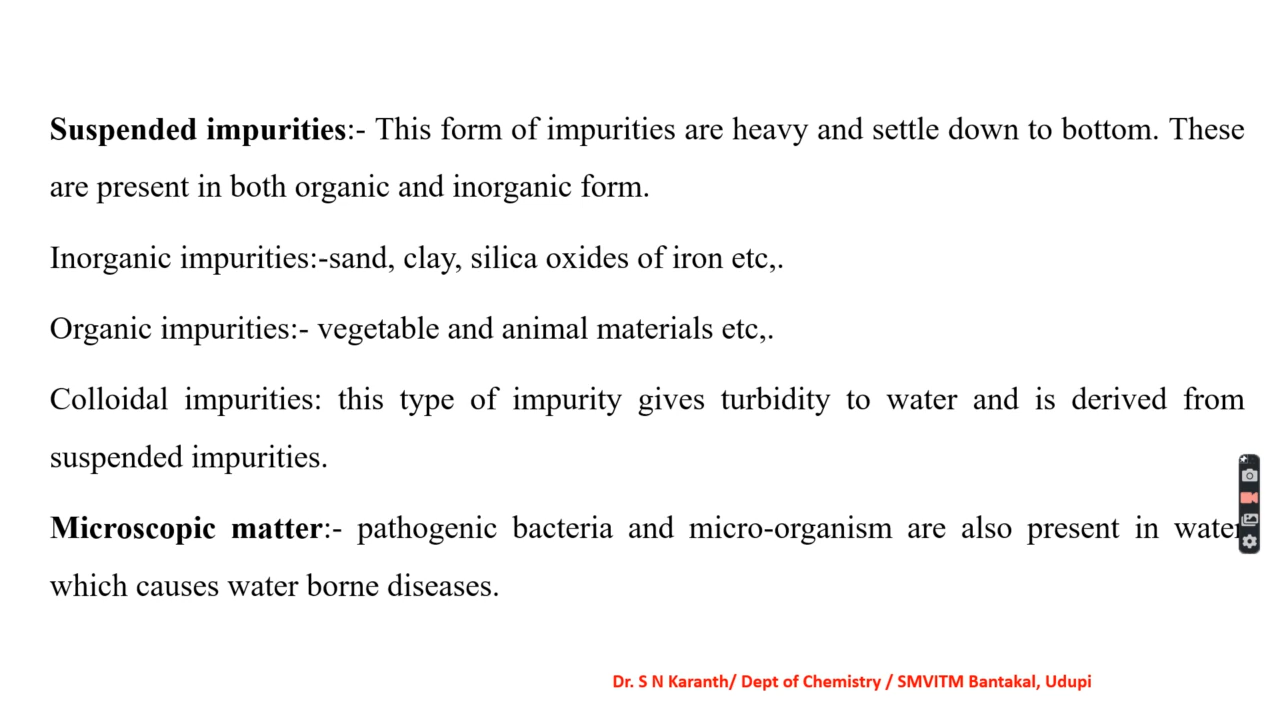 Suspended impurities:- This form of impurities are heavy and settle down to bottom. These
are present in both organic and inorganic form.
Inorganic impurities:-sand, clay, silica oxides of iron etc,.
Organic impurities:- vegetable and animal materials etc,.
Colloidal impurities: this type of impurity gives turbidity to water and is derived from
suspended impurities.
Microscopic matter:- pathogenic bacteria and micro-organism are also present in water
which causes water borne diseases.
Dr. S N Karanth/ Dept of Chemistry / SMVITM Bantakal, Udupi